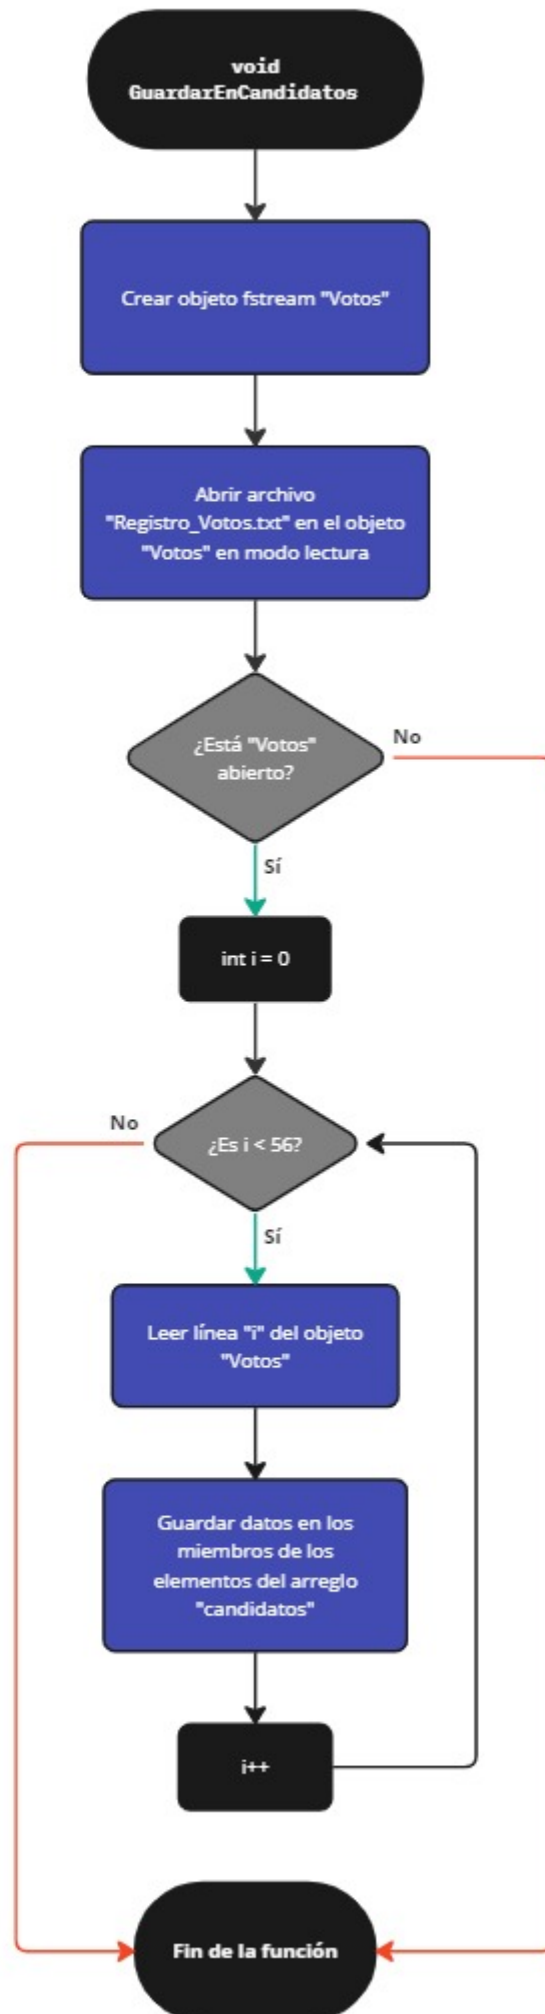 void
GuardarEnCandidatos
Crear objeto fstream "Votos"
Abrir archivo
"Registro_Votos.txt" en el objeto
"Votos" en modo lectura
¿Está "Votos"
abierto?
No
Sí
int i = 0
No
¿Es i < 56?
Sí
Leer línea "i" del objeto
"Votos"
Guardar datos en los
miembros de los
elementos del arreglo
"candidatos"
i++
Fin de la función